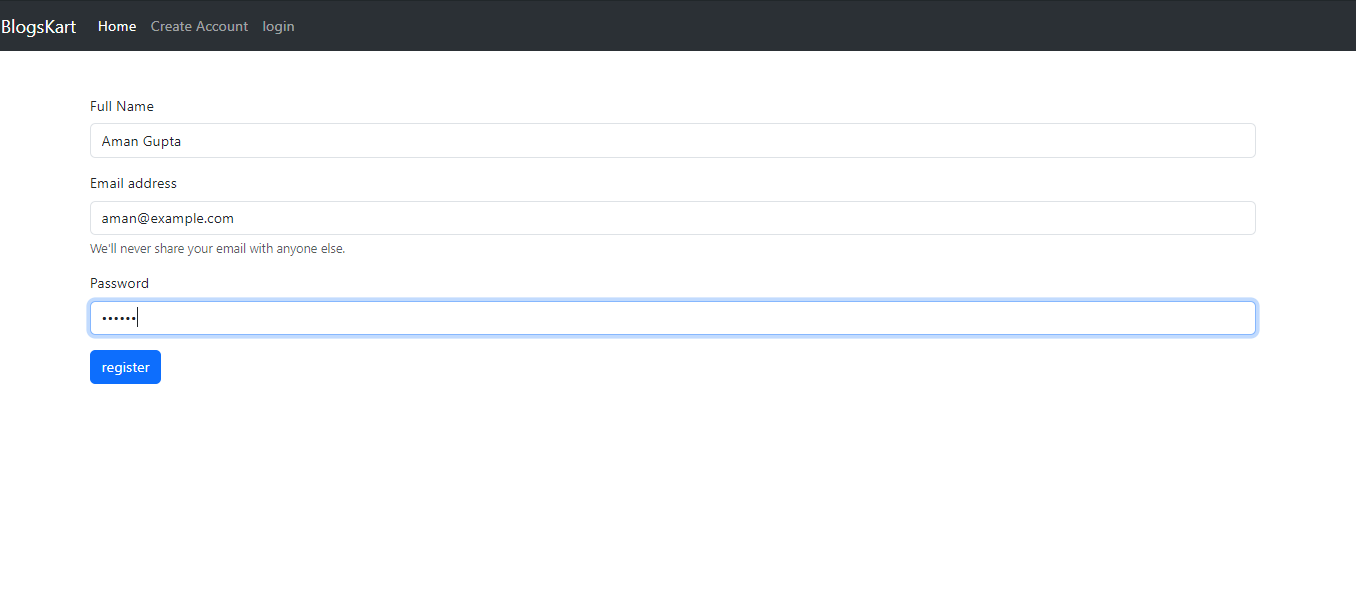 BlogsKart Home Create Account login
Full Name
Aman Gupta
Email address
aman@example.com
We'll never share your email with anyone else.
Password
••••••
register